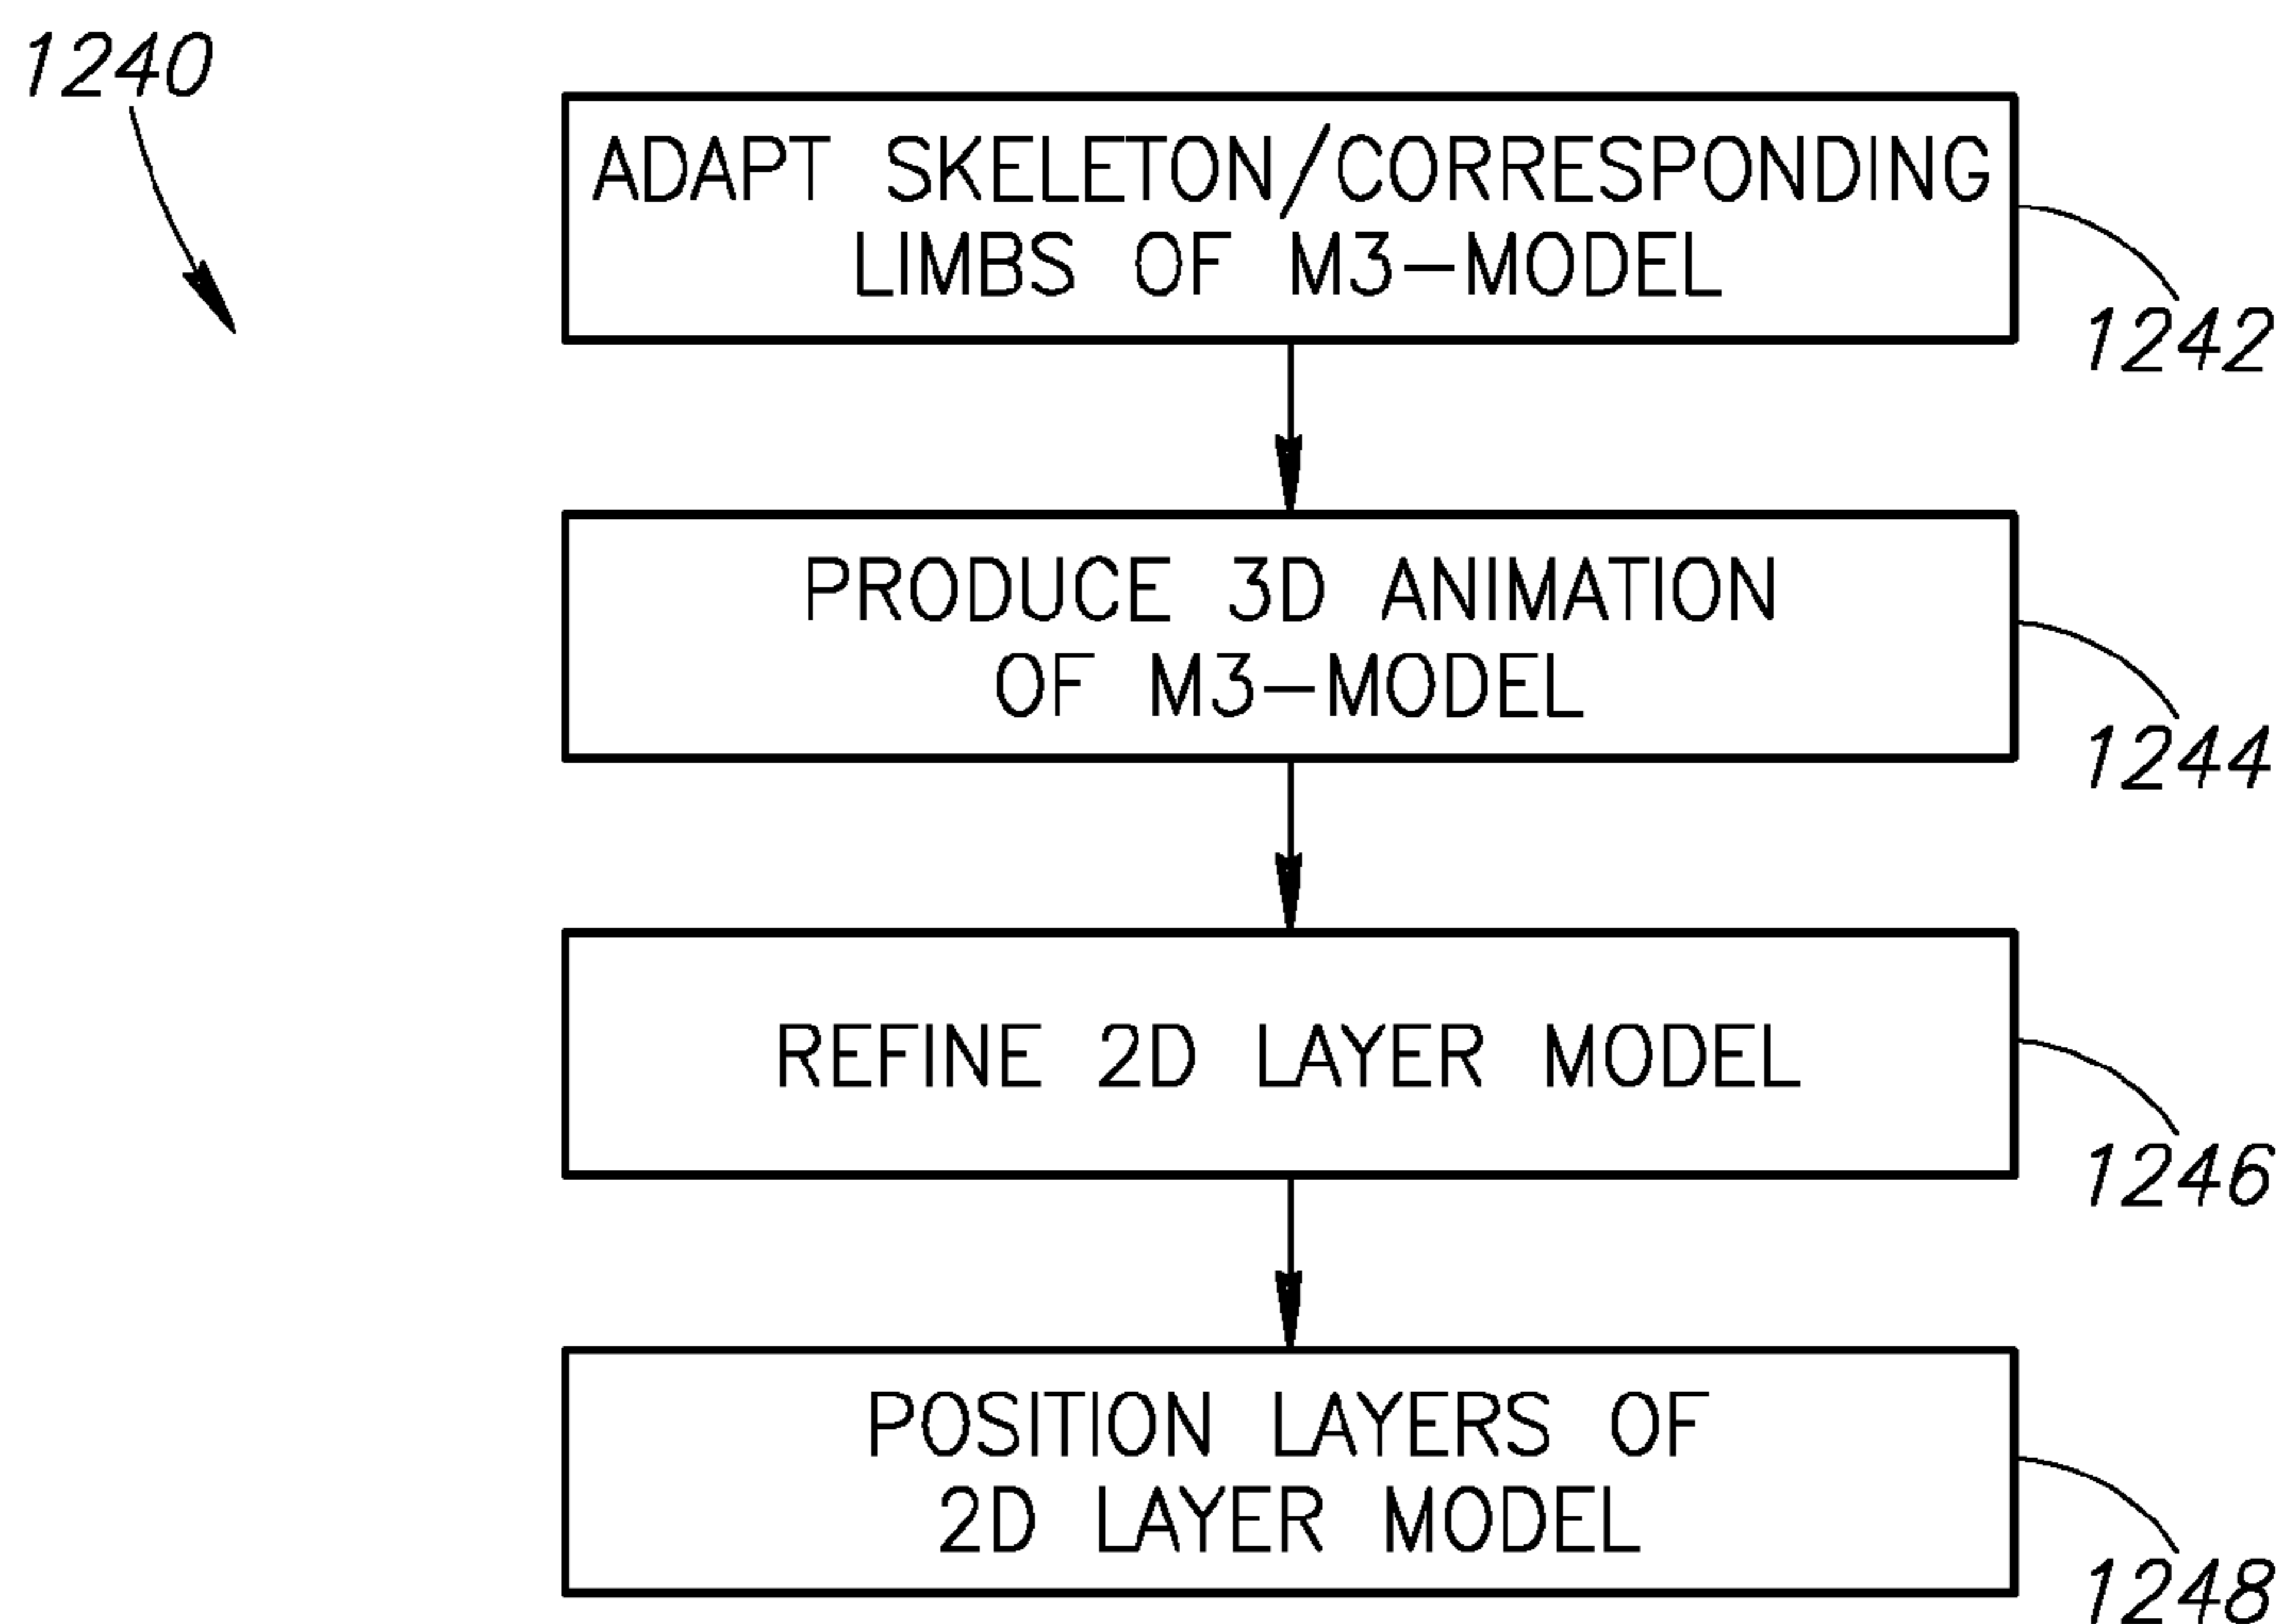 1240
ADAPT SKELETON/CORRESPONDING
LIMBS OF M3-MODEL
1242
PRODUCE 3D ANIMATION
OF M3-MODEL
1244
REFINE 2D LAYER MODEL
1246
POSITION LAYERS OF
2D LAYER MODEL
1248